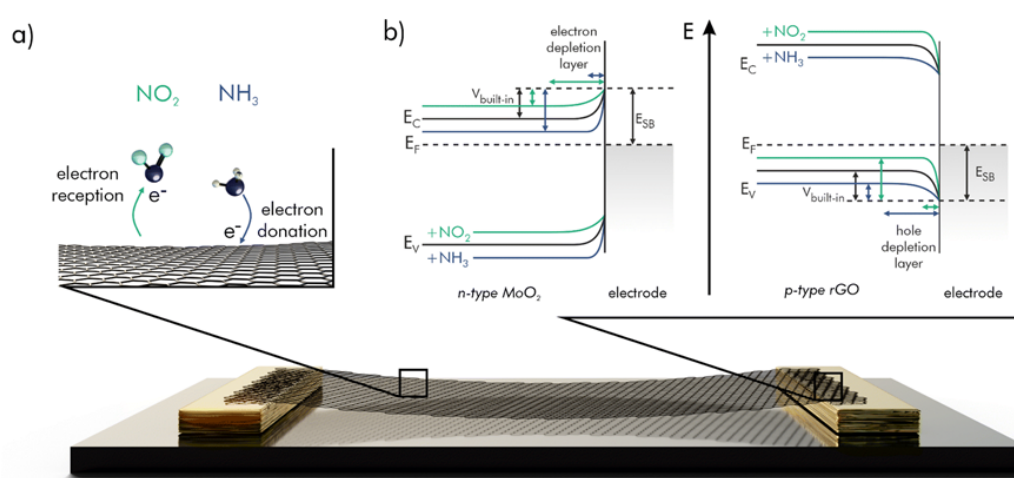 a)
NO2
NH3
electron
reception
e-
e-
electron
donation
b)
electron
depletion
layer
Vbuilt-in
EC
EF
ESB
+NO2
EV
+NH3
n-type MoO2
electrode
E
+NO2
EC
+NH3
EF
EV
Vbuilt-in
ESB
hole
depletion
layer
p-type rGO
electrode